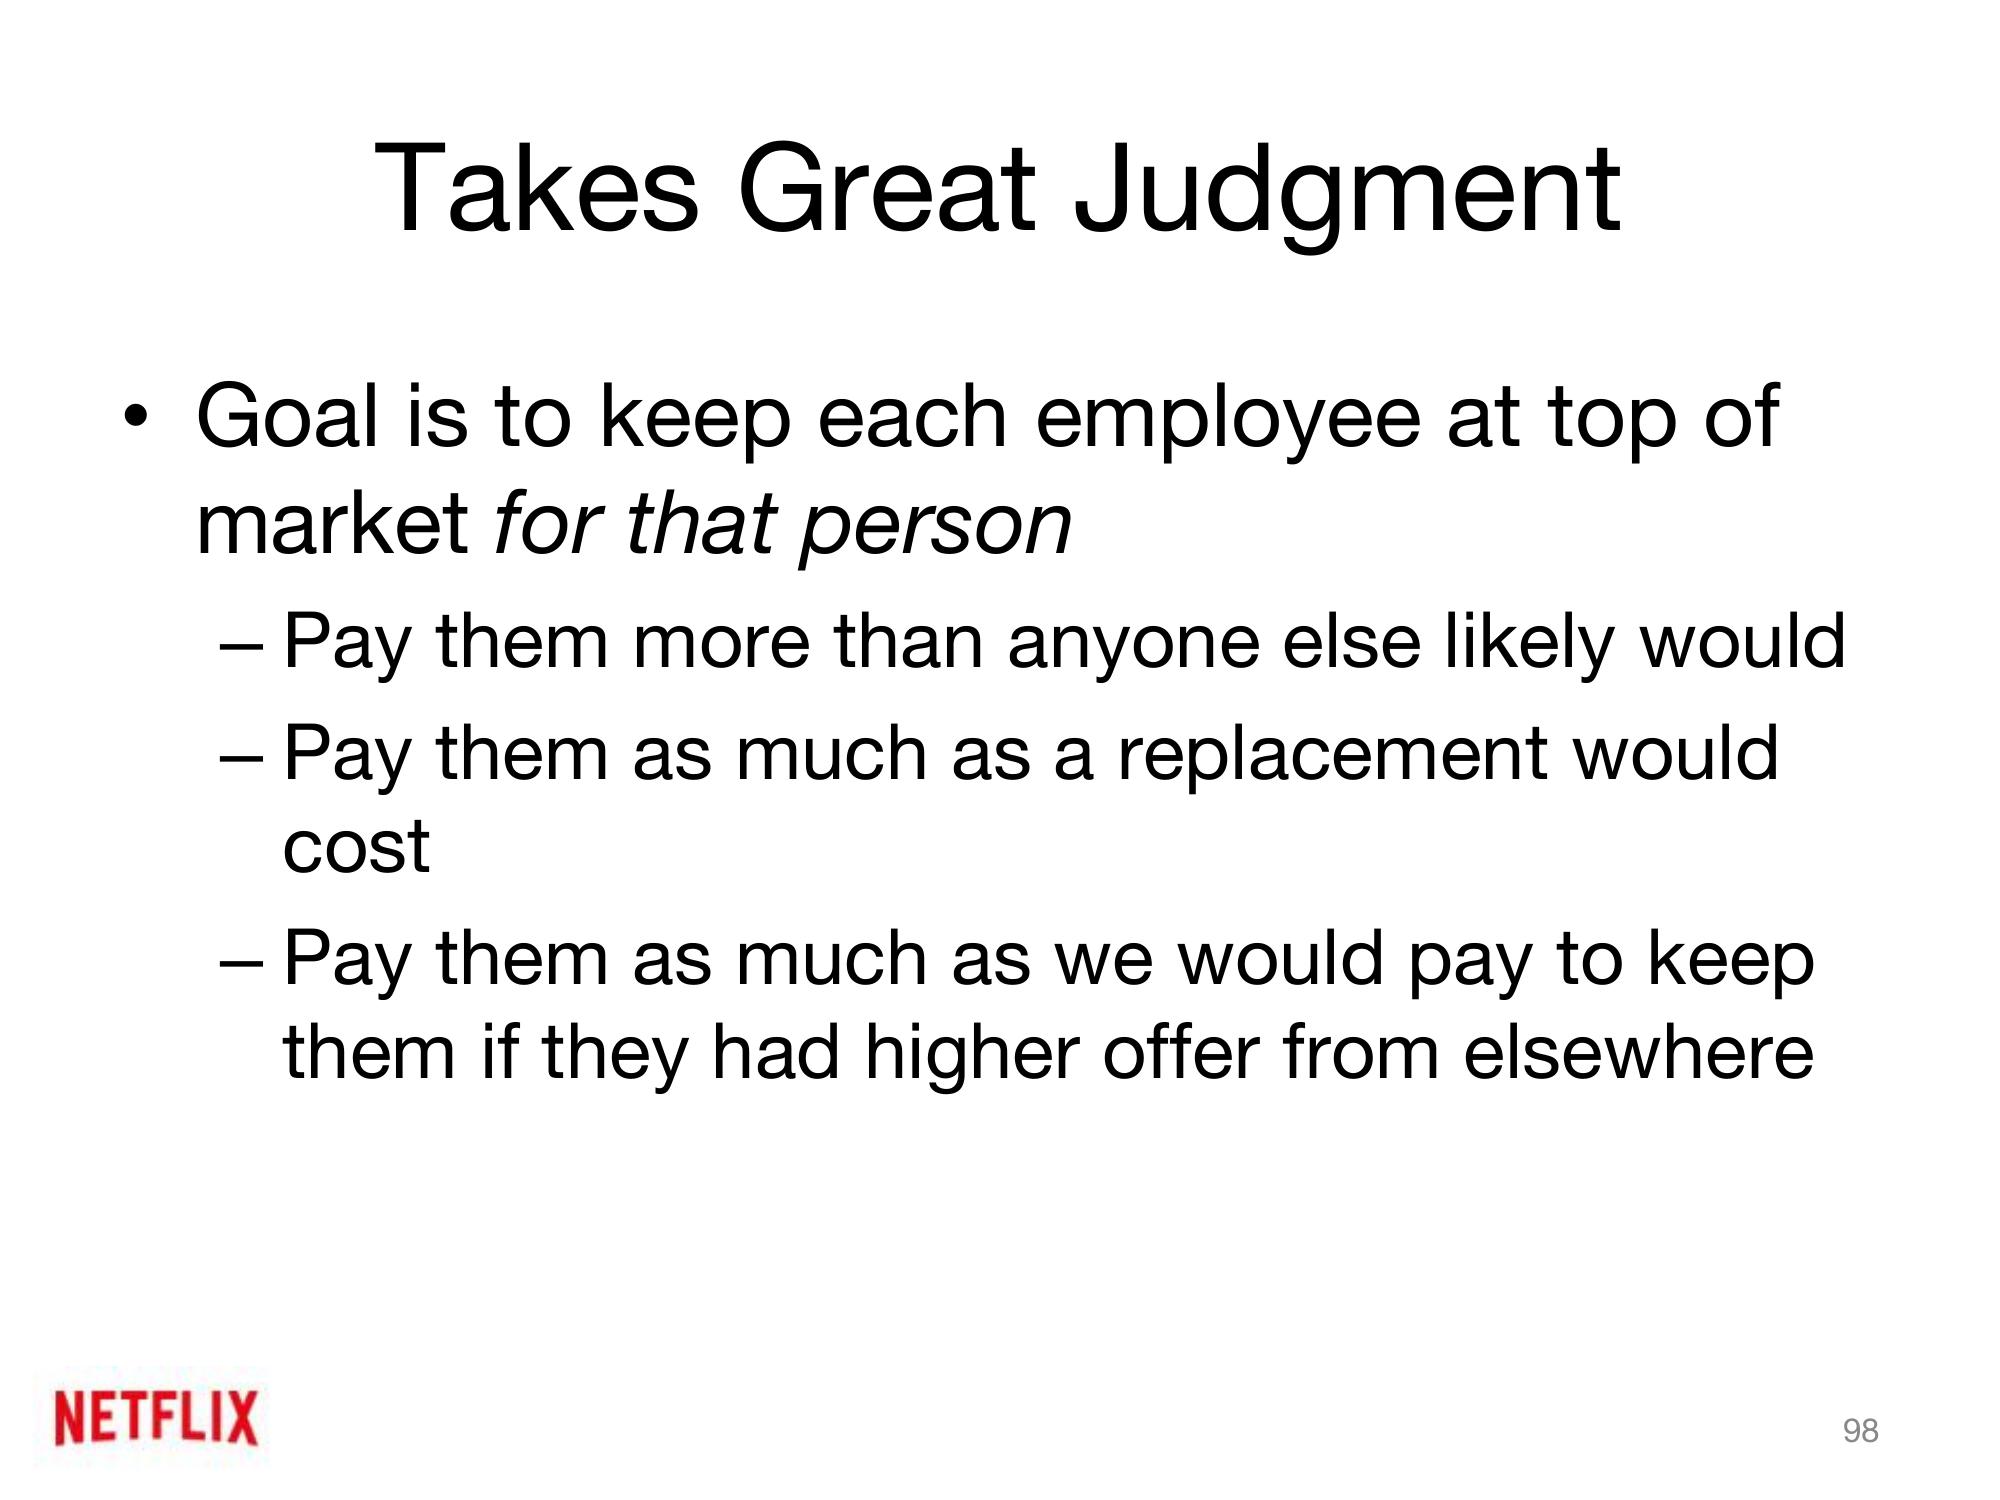 Takes Great Judgment
• Goal is to keep each employee at top of
market for that person
– Pay them more than anyone else likely would
– Pay them as much as a replacement would
cost
– Pay them as much as we would pay to keep
them if they had higher offer from elsewhere
NETFLIX
98